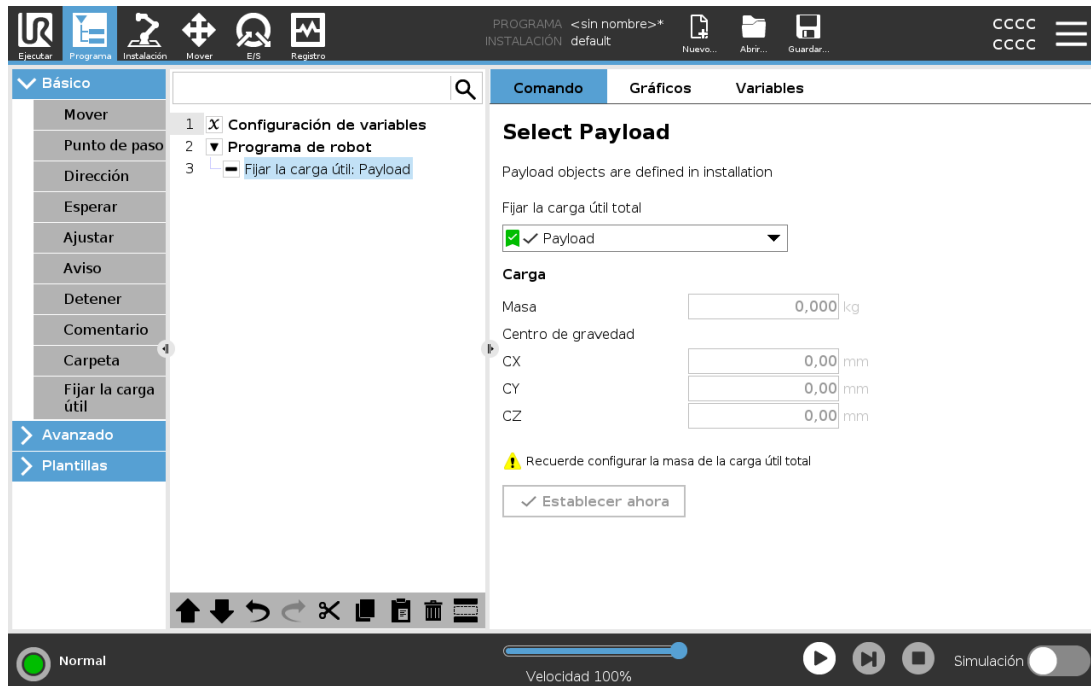 PROGRAMA <sin nombre>*
INSTALACIÓN default
Ejecutar
Programa
Instalación
Mover
E/S
Registro
Nuevo...
Abrir...
Guardar...
CCCC
CCCC
Básico
Mover
Punto de paso
Dirección
Esperar
Ajustar
Aviso
Detener
Comentario
Carpeta
Fijar la carga
útil
Avanzado
Plantillas
1 X Configuración de variables
2 Programa de robot
3 Fijar la carga útil: Payload
Comando Gráficos Variables
Select Payload
Payload objects are defined in installation
Fijar la carga útil total
Payload
Carga
Masa 0,000 kg
Centro de gravedad
CX 0,00 mm
CY 0,00 mm
CZ 0,00 mm
Recuerde configurar la masa de la carga útil total
Establecer ahora
Normal
Velocidad 100%
Simulación